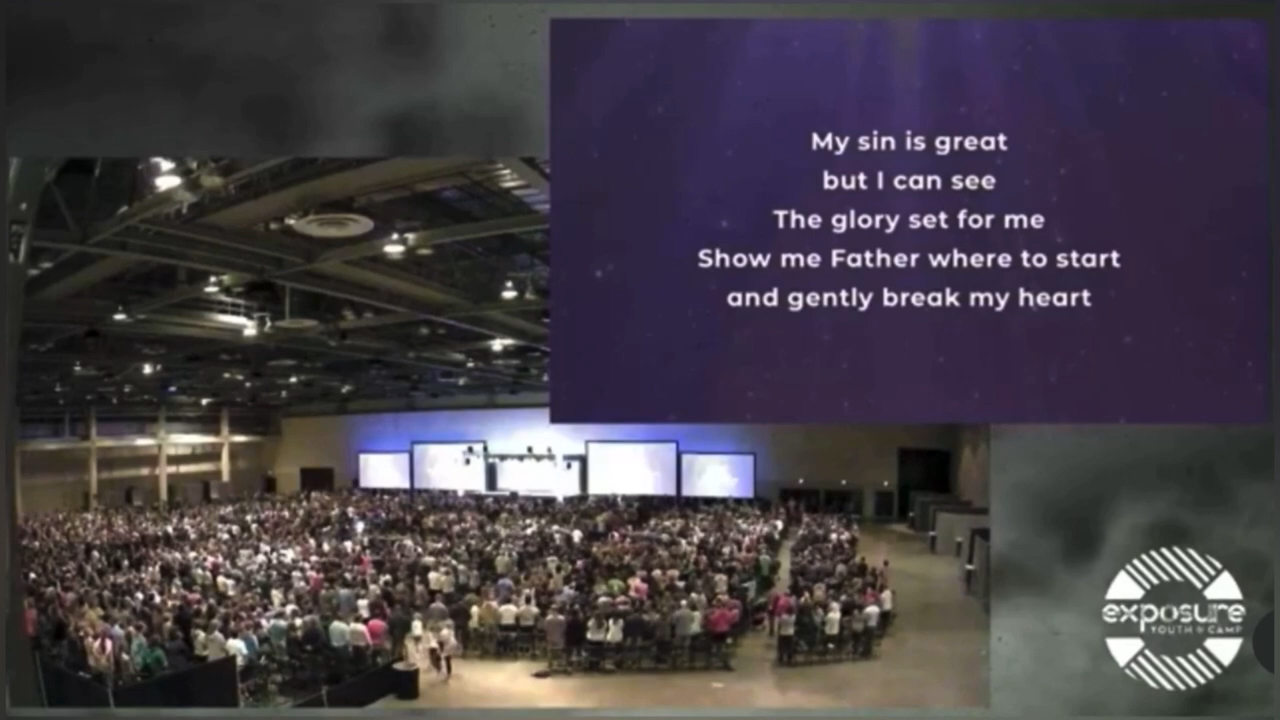 My sin is great
but I can see
The glory set for me
Show me Father where to start
and gently break my heart
exposure
YOUTH CAMP